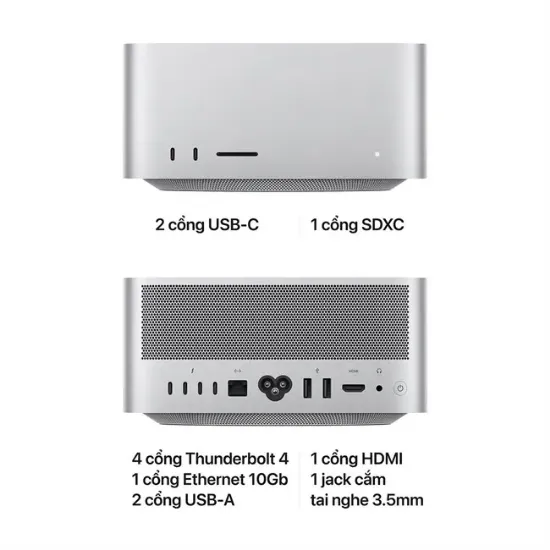 2 cổng USB-C
1 cổng SDXC
HDMI
4 cổng Thunderbolt 4
1 cổng Ethernet 10Gb
2 cổng USB-A
1 cổng HDMI
1 jack cắm
tai nghe 3.5mm